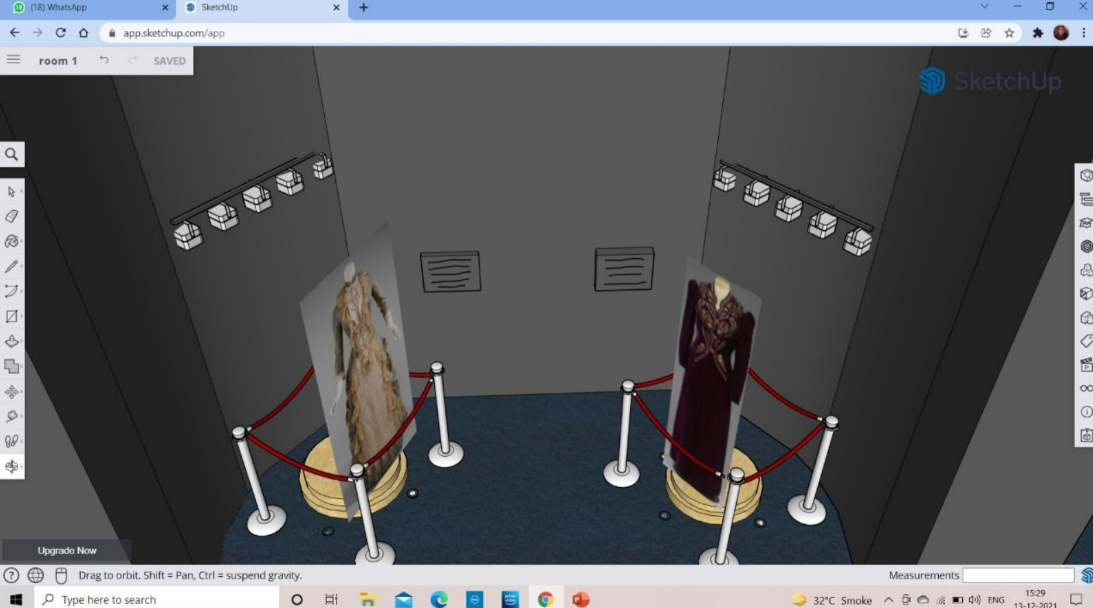 (18) WhatsApp
SketchUp
app.sketchup.com/app
room 1
SAVED
SketchUp
Upgrade Now
Drag to orbit. Shift = Pan, Ctrl = suspend gravity.
Measurements
Type here to search
32°C Smoke
ENG
15:29
13-12-2021